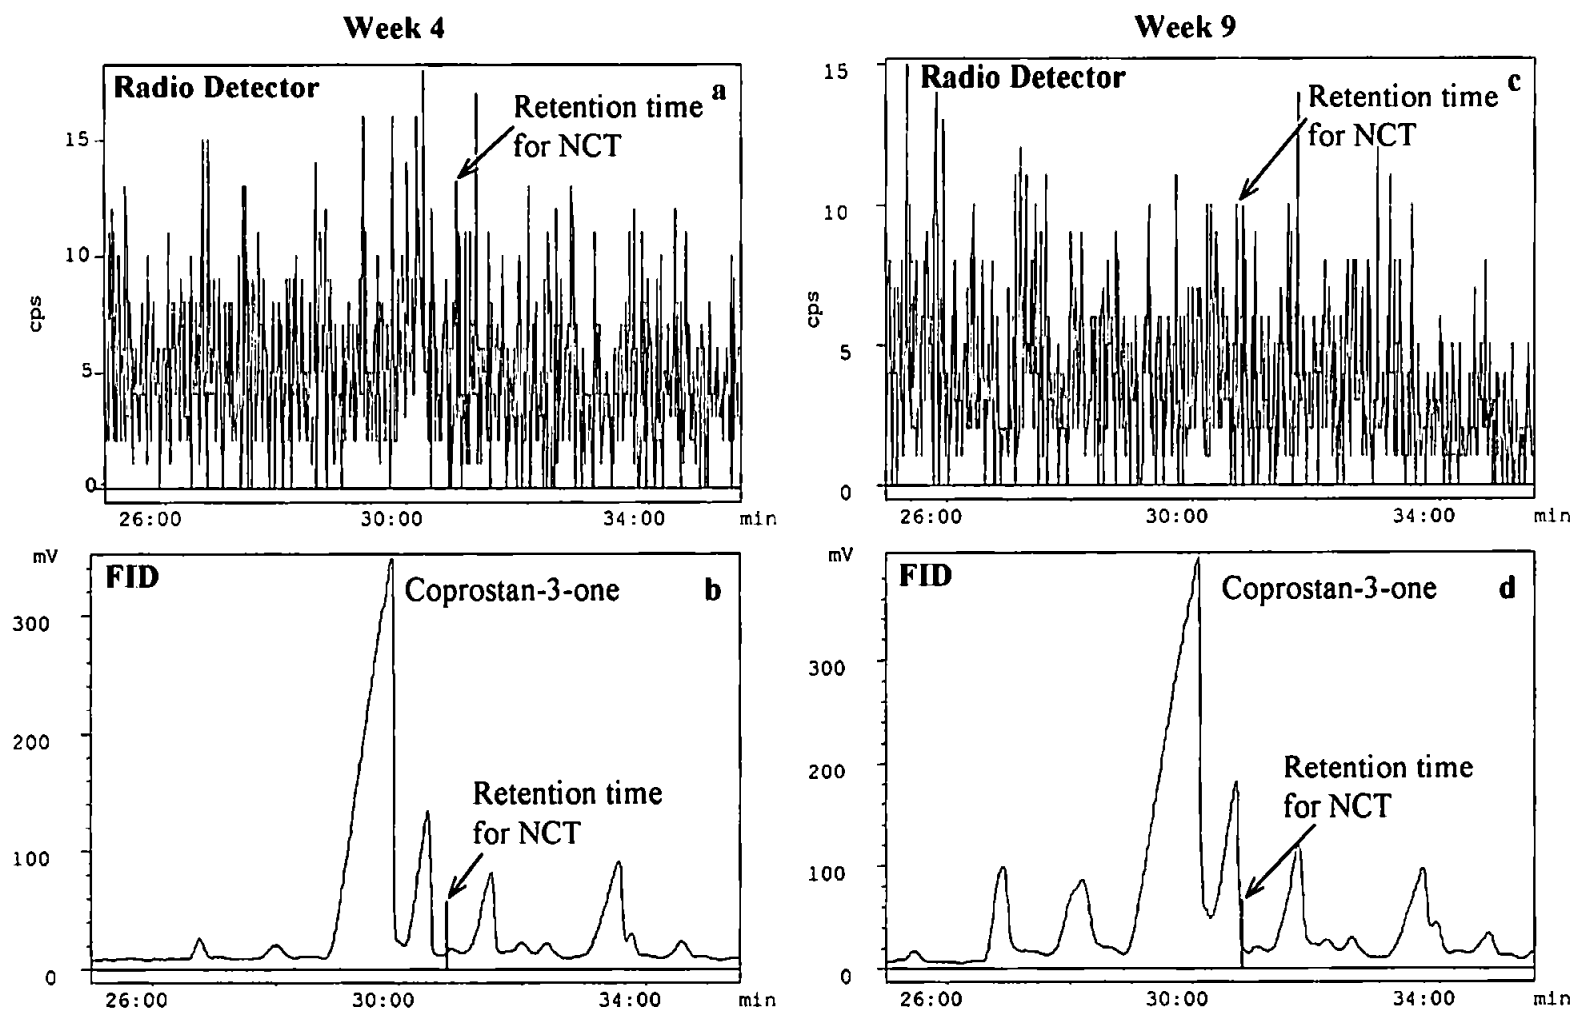 Week 4
Week 9
Radio Detector
a
Retention time
for NCT
15
10
5
0
cps
26:00
30:00
34:00
min
Radio Detector
c
Retention time
for NCT
15
10
5
0
cps
26:00
30:00
34:00
min
mV
FID
Coprostan-3-one
b
300
200
100
0
Retention time
for NCT
26:00
30:00
34:00
min
mV
FID
Coprostan-3-one
d
300
200
100
0
Retention time
for NCT
26:00
30:00
34:00
min